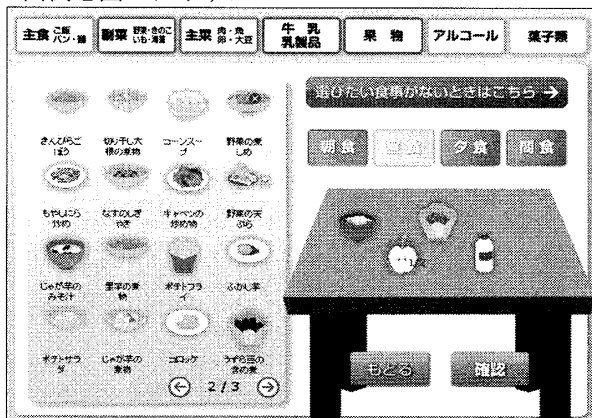 主食 ご飯 パン・麺
副菜 野菜・きのこ いも・海藻
主菜 肉・魚 卵・大豆
牛乳 乳製品
果物
アルコール
菓子類
選びたい食事がないときはこちら →
朝食
昼食
夕食
間食
きんぴらごぼう
切り干し大根の煮物
コーンスープ
野菜の煮しめ
もやしにら炒め
なすのしぎやき
キャベツの炒め物
野菜の天ぷら
じゃが芋のみそ汁
里芋の煮物
ポテトフライ
ふかし芋
ポテトサラダ
じゃが芋の煮物
コロッケ
うずら豆の含め煮
← 2/3 →
もどる
確認